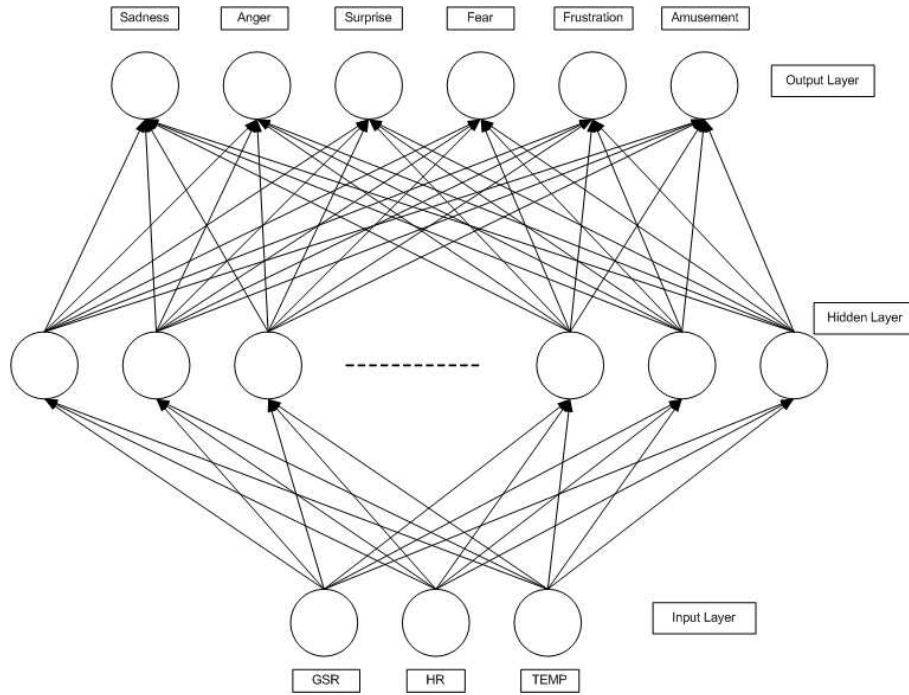 Sadness
Anger
Surprise
Fear
Frustration
Amusement
Output Layer
Hidden Layer
Input Layer
GSR
HR
TEMP